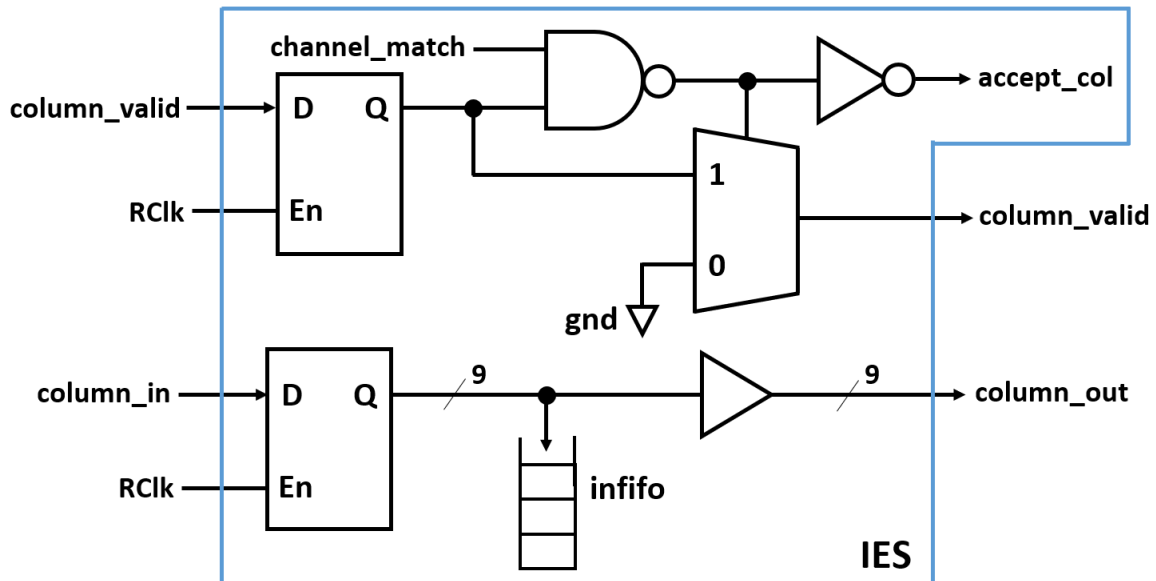 channel_match
accept_col
column_valid
D Q
1
RClk
En
column_valid
0
gnd
9
9
column_in
D Q
column_out
RClk
En
infifo
IES